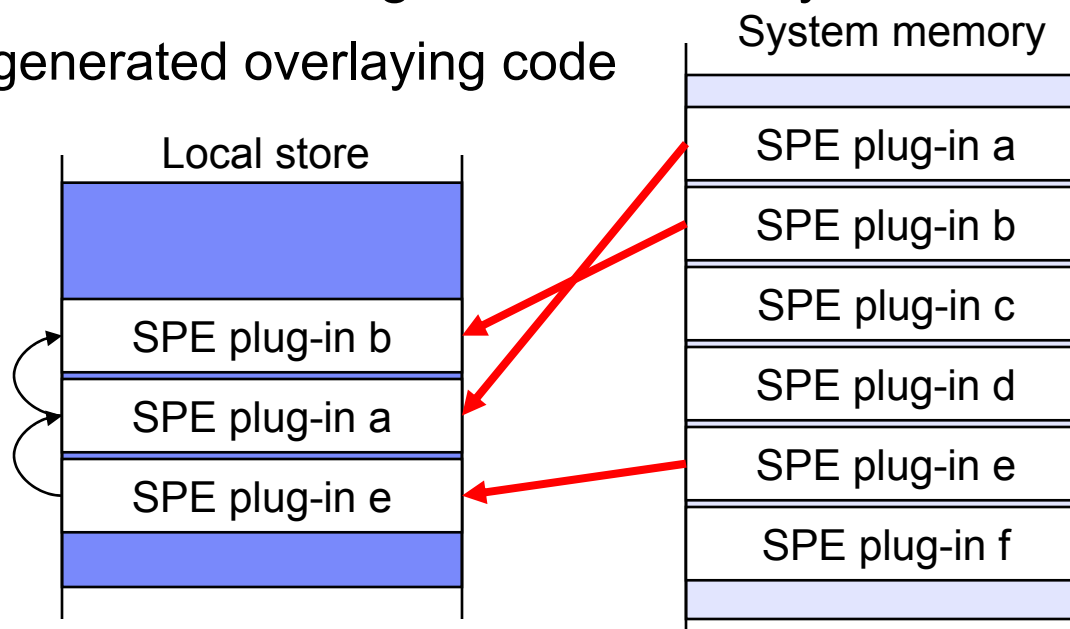 System memory
generated overlaying code
Local store
SPE plug-in b
SPE plug-in a
SPE plug-in e
SPE plug-in a
SPE plug-in b
SPE plug-in c
SPE plug-in d
SPE plug-in e
SPE plug-in f